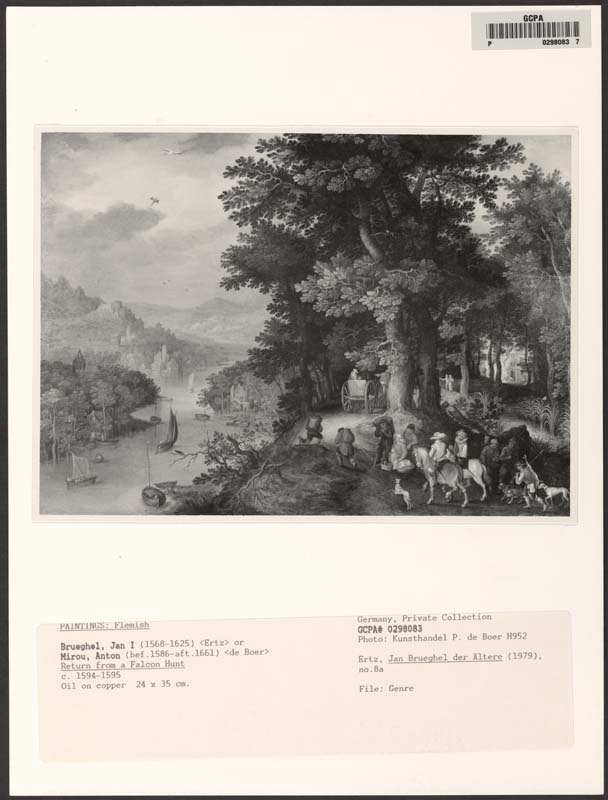 GCPA
P 0298083 7
PAINTINGS: Flemish
Brueghel, Jan I (1568-1625) <Ertz> or
Mirou, Anton (bef.1586-aft.1661) <de Boer>
Return from a Falcon Hunt
c. 1594-1595
Oil on copper 24 x 35 cm.
Germany, Private Collection
GCPA# 0298083
Photo: Kunsthandel P. de Boer H952
Ertz, Jan Brueghel der Ältere (1979),
no.8a
File: Genre